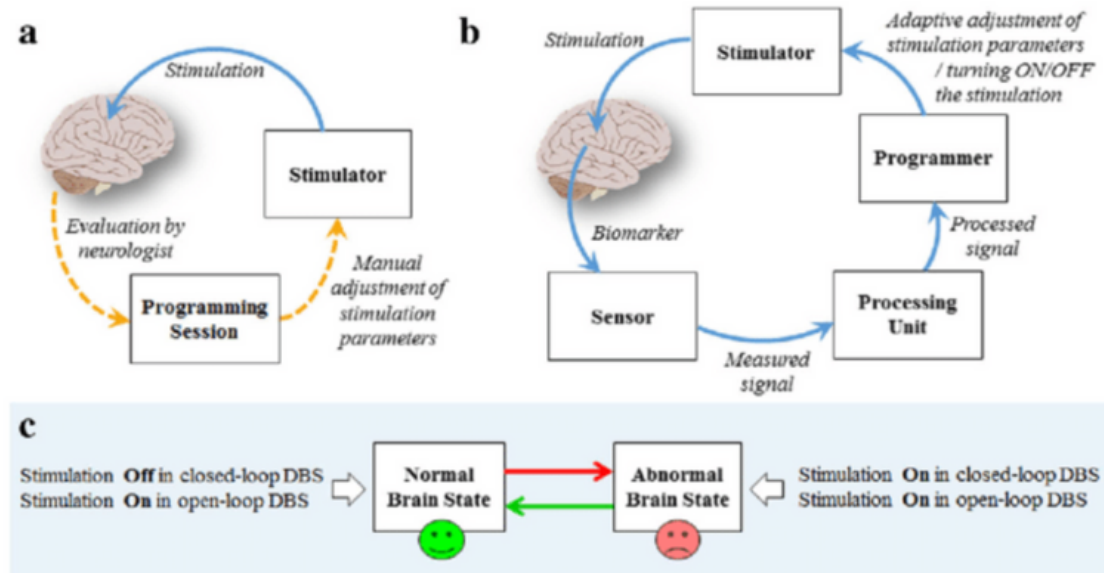 a
Stimulation
Stimulator
Evaluation by
neurologist
Programming
Session
Manual
adjustment of
stimulation
parameters
b
Stimulation
Stimulator
Adaptive adjustment of
stimulation parameters
/ turning ON/OFF
the stimulation
Programmer
Biomarker
Processed
signal
Sensor
Processing
Unit
Measured
signal
c
Stimulation Off in closed-loop DBS
Stimulation On in open-loop DBS
Normal
Brain State
Abnormal
Brain State
Stimulation On in closed-loop DBS
Stimulation On in open-loop DBS